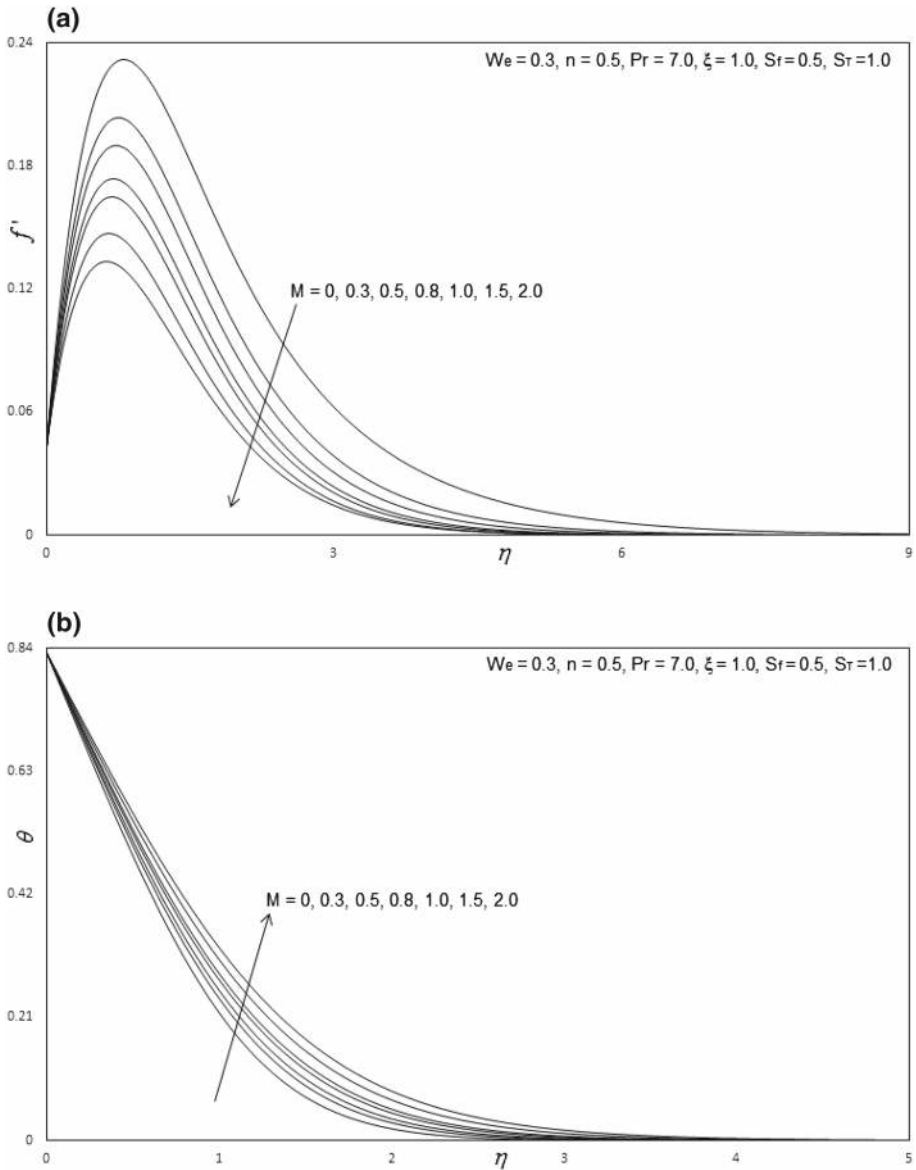 (a)
0.24
We = 0.3, n = 0.5, Pr = 7.0, ξ = 1.0, Sf = 0.5, ST =1.0
0.18
f'
0.12
M = 0, 0.3, 0.5, 0.8, 1.0, 1.5, 2.0
0.06
0
0 3 6 9
η
(b)
0.84
We = 0.3, n = 0.5, Pr = 7.0, ξ = 1.0, Sf = 0.5, ST =1.0
0.63
θ
0.42
M = 0, 0.3, 0.5, 0.8, 1.0, 1.5, 2.0
0.21
0
0 1 2 3 4 5
η